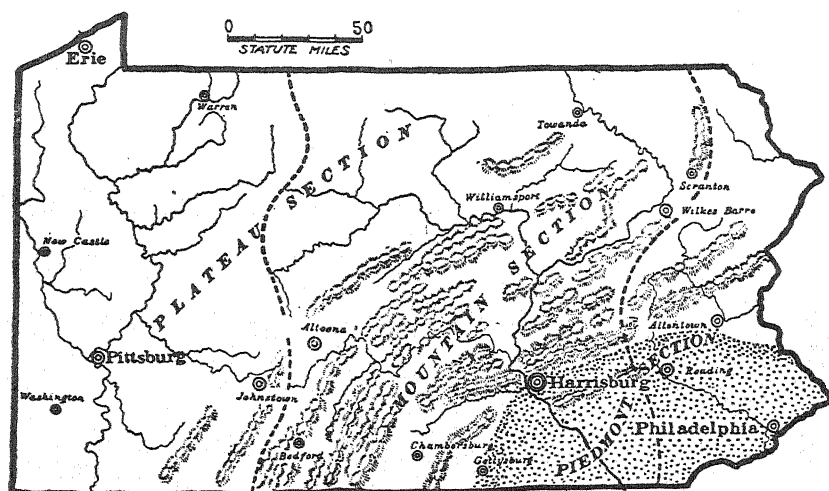 0 50
STATUTE MILES
Erie
Warren
Towanda
Scranton
Williamsport
Wilkes Barre
PLATEAU SECTION
New Castle
MOUNTAIN SECTION
Altoona
Allentown
Pittsburg
PIEDMONT SECTION
Reading
Johnstown
Harrisburg
Washington
Philadelphia
Bedford
Chambersburg
Gettysburg